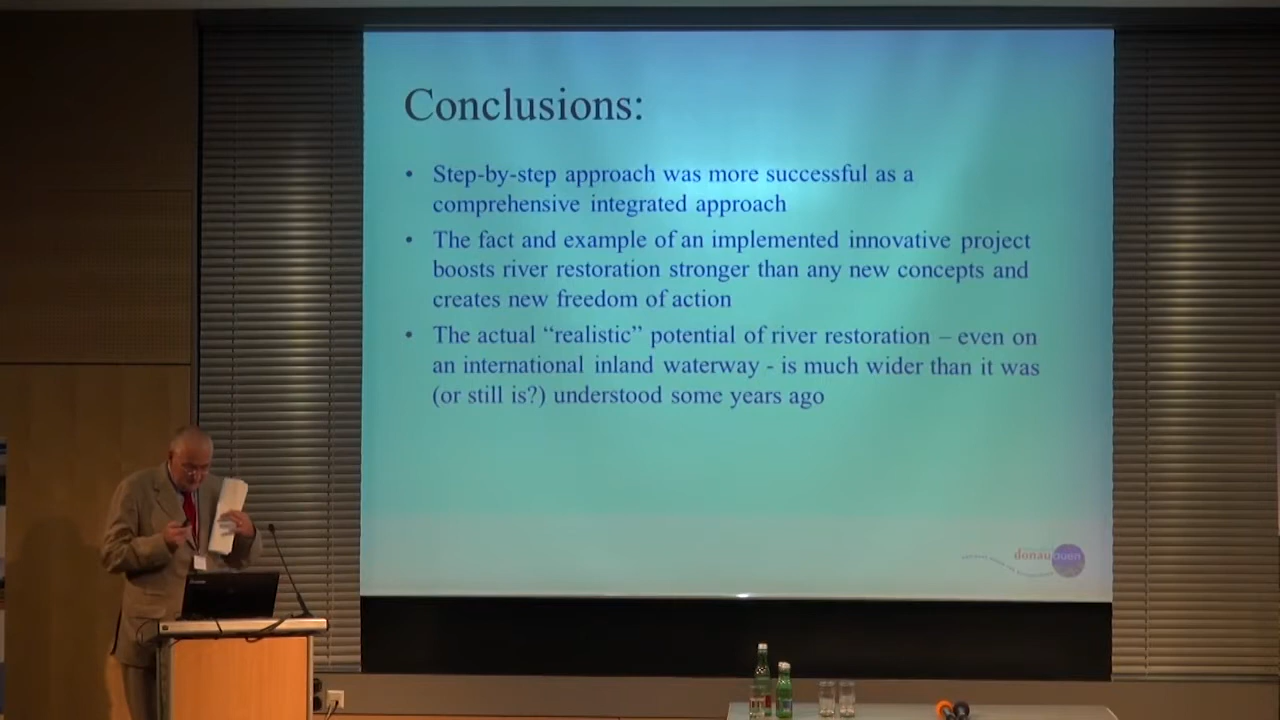 Conclusions:
• Step-by-step approach was more successful as a
comprehensive integrated approach
• The fact and example of an implemented innovative project
boosts river restoration stronger than any new concepts and
creates new freedom of action
• The actual “realistic” potential of river restoration – even on
an international inland waterway - is much wider than it was
(or still is?) understood some years ago
donauauen